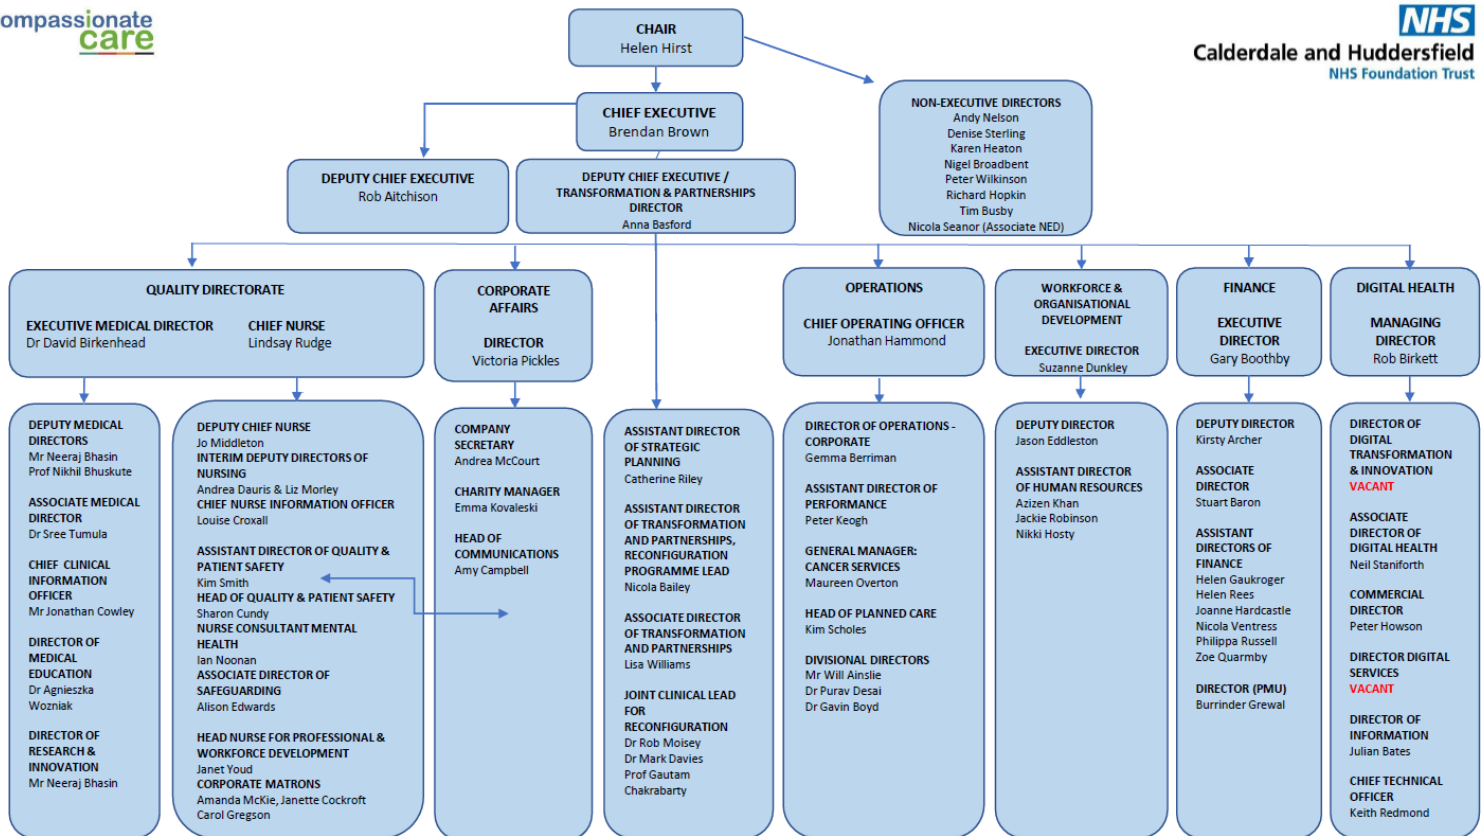 ompassionate
care
NHS
Calderdale and Huddersfield
NHS Foundation Trust
CHAIR
Helen Hirst
CHIEF EXECUTIVE
Brendan Brown
NON-EXECUTIVE DIRECTORS
Andy Nelson
Denise Sterling
Karen Heaton
Nigel Broadbent
Peter Wilkinson
Richard Hopkin
Tim Busby
Nicola Seanor (Associate NED)
DEPUTY CHIEF EXECUTIVE
Rob Aitchison
DEPUTY CHIEF EXECUTIVE /
TRANSFORMATION & PARTNERSHIPS
DIRECTOR
Anna Basford
QUALITY DIRECTORATE
EXECUTIVE MEDICAL DIRECTOR
Dr David Birkenhead
CHIEF NURSE
Lindsay Rudge
CORPORATE
AFFAIRS
DIRECTOR
Victoria Pickles
OPERATIONS
CHIEF OPERATING OFFICER
Jonathan Hammond
WORKFORCE &
ORGANISATIONAL
DEVELOPMENT
EXECUTIVE DIRECTOR
Suzanne Dunkley
FINANCE
EXECUTIVE
DIRECTOR
Gary Boothby
DIGITAL HEALTH
MANAGING
DIRECTOR
Rob Birkett
DEPUTY MEDICAL
DIRECTORS
Mr Neeraj Bhasin
Prof Nikhil Bhuskute
ASSOCIATE MEDICAL
DIRECTOR
Dr Sree Tumula
CHIEF CLINICAL
INFORMATION
OFFICER
Mr Jonathan Cowley
DIRECTOR OF
MEDICAL
EDUCATION
Dr Agnieszka
Wozniak
DIRECTOR OF
RESEARCH &
INNOVATION
Mr Neeraj Bhasin
DEPUTY CHIEF NURSE
Jo Middleton
INTERIM DEPUTY DIRECTORS OF
NURSING
Andrea Dauris & Liz Morley
CHIEF NURSE INFORMATION OFFICER
Louise Croxall
ASSISTANT DIRECTOR OF QUALITY &
PATIENT SAFETY
Kim Smith
HEAD OF QUALITY & PATIENT SAFETY
Sharon Cundy
NURSE CONSULTANT MENTAL
HEALTH
Ian Noonan
ASSOCIATE DIRECTOR OF
SAFEGUARDING
Alison Edwards
HEAD NURSE FOR PROFESSIONAL &
WORKFORCE DEVELOPMENT
Janet Youd
CORPORATE MATRONS
Amanda McKie, Janette Cockroft
Carol Gregson
COMPANY
SECRETARY
Andrea McCourt
CHARITY MANAGER
Emma Kovaleski
HEAD OF
COMMUNICATIONS
Amy Campbell
ASSISTANT DIRECTOR
OF STRATEGIC
PLANNING
Catherine Riley
ASSISTANT DIRECTOR
OF TRANSFORMATION
AND PARTNERSHIPS,
RECONFIGURATION
PROGRAMME LEAD
Nicola Bailey
ASSOCIATE DIRECTOR
OF TRANSFORMATION
AND PARTNERSHIPS
Lisa Williams
JOINT CLINICAL LEAD
FOR
RECONFIGURATION
Dr Rob Moisey
Dr Mark Davies
Prof Gautam
Chakrabarty
DIRECTOR OF OPERATIONS -
CORPORATE
Gemma Berriman
ASSISTANT DIRECTOR OF
PERFORMANCE
Peter Keogh
GENERAL MANAGER:
CANCER SERVICES
Maureen Overton
HEAD OF PLANNED CARE
Kim Scholes
DIVISIONAL DIRECTORS
Mr Will Ainslie
Dr Purav Desai
Dr Gavin Boyd
DEPUTY DIRECTOR
Jason Eddleston
ASSISTANT DIRECTOR
OF HUMAN RESOURCES
Azizen Khan
Jackie Robinson
Nikki Hosty
DEPUTY DIRECTOR
Kirsty Archer
ASSOCIATE
DIRECTOR
Stuart Baron
ASSISTANT
DIRECTORS OF
FINANCE
Helen Gaukroger
Helen Rees
Joanne Hardcastle
Nicola Ventress
Philippa Russell
Zoe Quarmby
DIRECTOR (PMU)
Burrinder Grewal
DIRECTOR OF
DIGITAL
TRANSFORMATION
& INNOVATION
VACANT
ASSOCIATE
DIRECTOR OF
DIGITAL HEALTH
Neil Staniforth
COMMERCIAL
DIRECTOR
Peter Howson
DIRECTOR DIGITAL
SERVICES
VACANT
DIRECTOR OF
INFORMATION
Julian Bates
CHIEF TECHNICAL
OFFICER
Keith Redmond